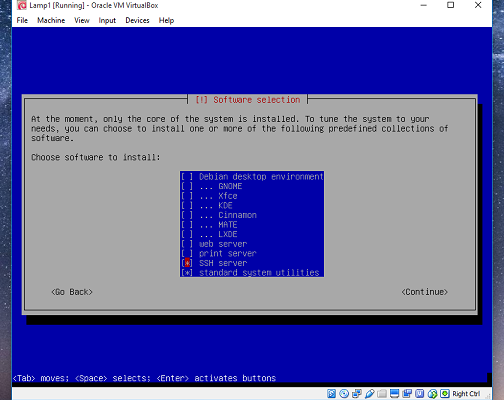 Lamp1 [Running] - Oracle VM VirtualBox
File Machine View Input Devices Help
[!] Software selection
At the moment, only the core of the system is installed. To tune the system to your
needs, you can choose to install one or more of the following predefined collections of
software.
Choose software to install:
[ ] Debian desktop environment
[ ] ... GNOME
[ ] ... Xfce
[ ] ... KDE
[ ] ... Cinnamon
[ ] ... MATE
[ ] ... LXDE
[ ] web server
[ ] print server
[*] SSH server
[*] standard system utilities
<Go Back> <Continue>
<Tab> moves; <Space> selects; <Enter> activates buttons
Right Ctrl